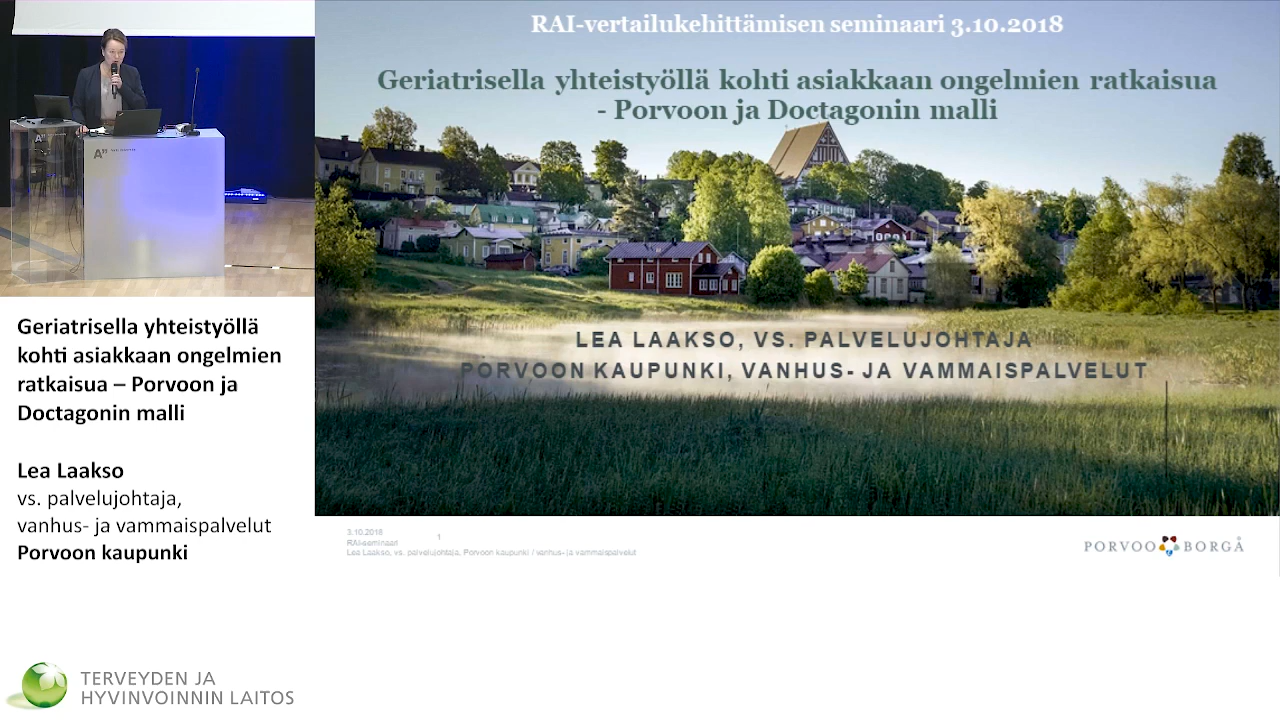 RAI-vertailukehittämisen seminaari 3.10.2018
Geriatrisella yhteistyöllä kohti asiakkaan ongelmien ratkaisua
- Porvoon ja Doctagonin malli
LEA LAAKSO, VS. PALVELUJOHTAJA
PORVOON KAUPUNKI, VANHUS- JA VAMMAISPALVELUT
3.10.2018
RAI-seminaari
1
Lea Laakso, vs. palvelujohtaja, Porvoon kaupunki / vanhus- ja vammaispalvelut
PORVOO BORGÅ
A"
Geriatrisella yhteistyöllä
kohti asiakkaan ongelmien
ratkaisua – Porvoon ja
Doctagonin malli
Lea Laakso
vs. palvelujohtaja,
vanhus- ja vammaispalvelut
Porvoon kaupunki
TERVEYDEN JA
HYVINVOINNIN LAITOS